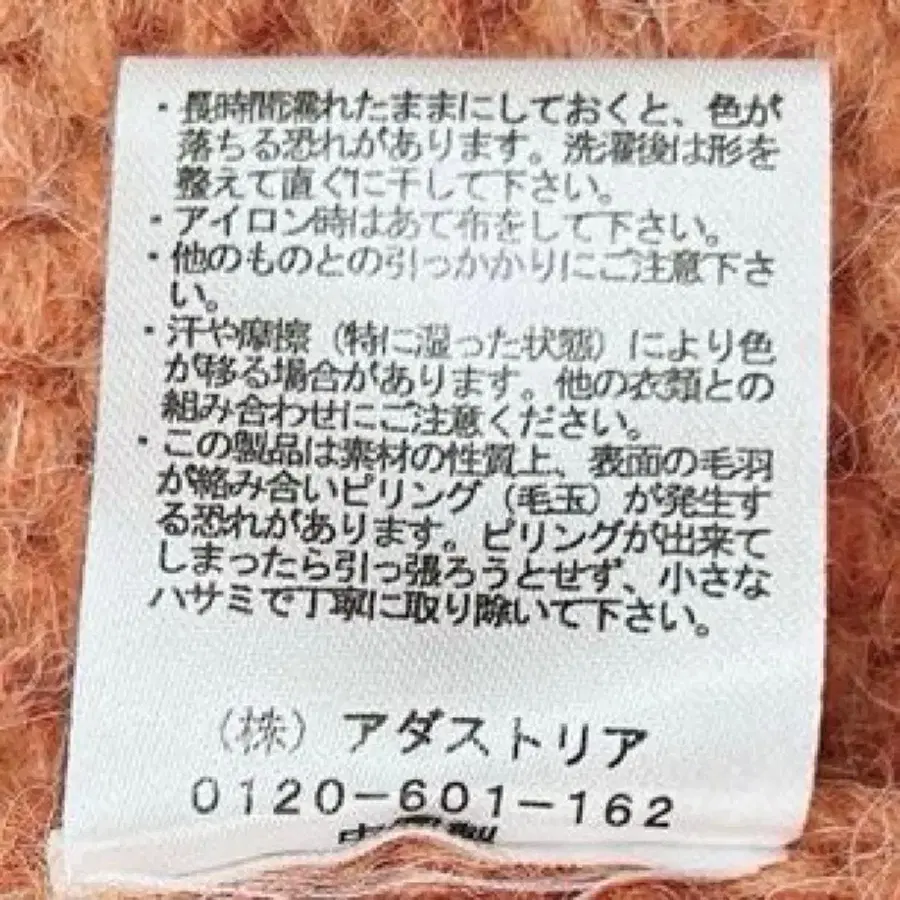 ・長時間濡れたままにしておくと、色が
落ちる恐れがあります。洗濯後は形を
整えて直ぐに干して下さい。
・アイロン時はあて布をして下さい。
・他のものとの引っかかりにご注意下さ
い。
・汗や摩擦（特に湿った状態）により色
が移る場合があります。他の衣類との
組み合わせにご注意ください。
・この製品は素材の性質上、表面の毛羽
が絡み合いピリング（毛玉）が発生す
る恐れがあります。ピリングが出来て
しまったら引っ張ろうとせず、小さな
ハサミで丁寧に取り除いて下さい。
（株）アダストリア
0120-601-162